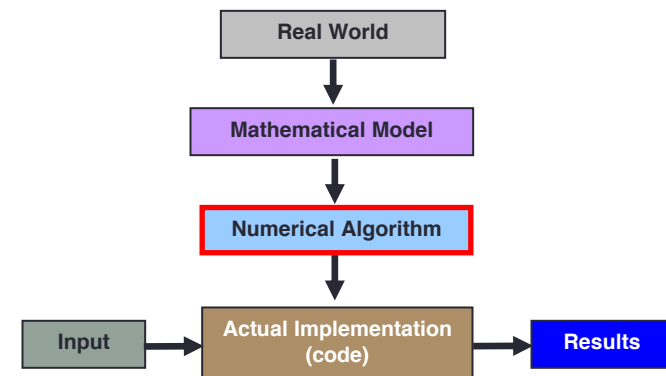 Real World
Mathematical Model
Numerical Algorithm
Input
Actual Implementation
(code)
Results